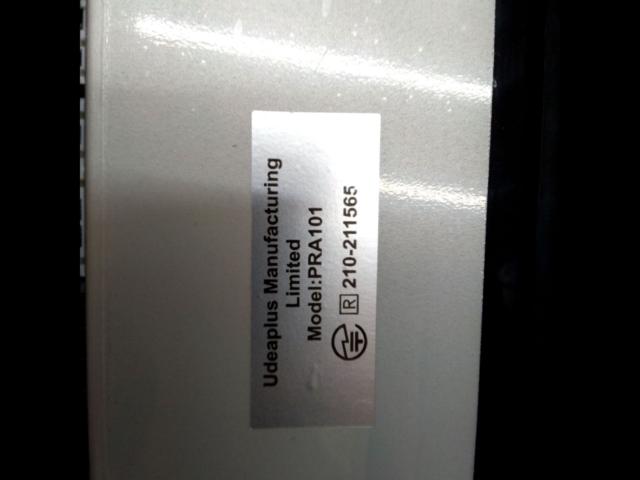 Udeaplus Manufacturing
Limited
Model:PRA101
R 210-211565